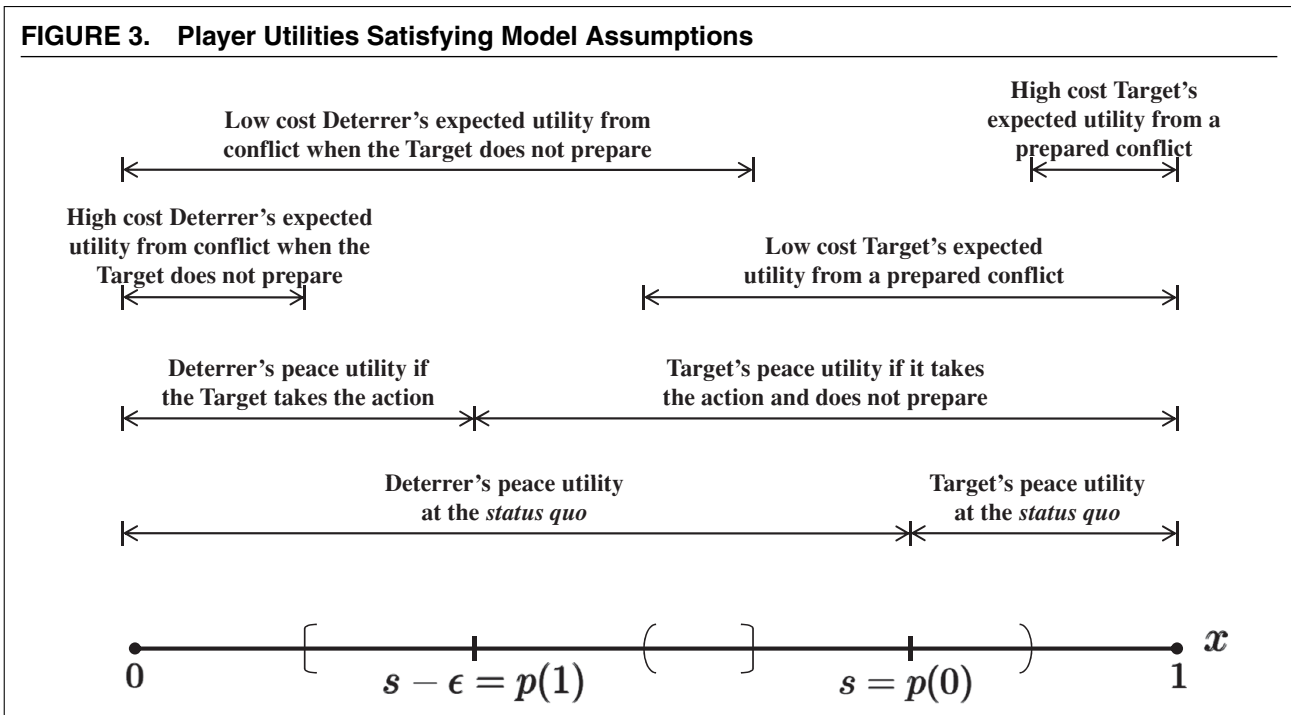 FIGURE 3. Player Utilities Satisfying Model Assumptions
High cost Target's
expected utility from a
prepared conflict
Low cost Deterrer's expected utility from
conflict when the Target does not prepare
High cost Deterrer's expected
utility from conflict when the
Target does not prepare
Low cost Target's expected
utility from a prepared conflict
Deterrer's peace utility if
the Target takes the action
Target's peace utility if it takes
the action and does not prepare
Deterrer's peace utility
at the status quo
Target's peace utility
at the status quo
x
0
s − ϵ = p(1)
s = p(0)
1